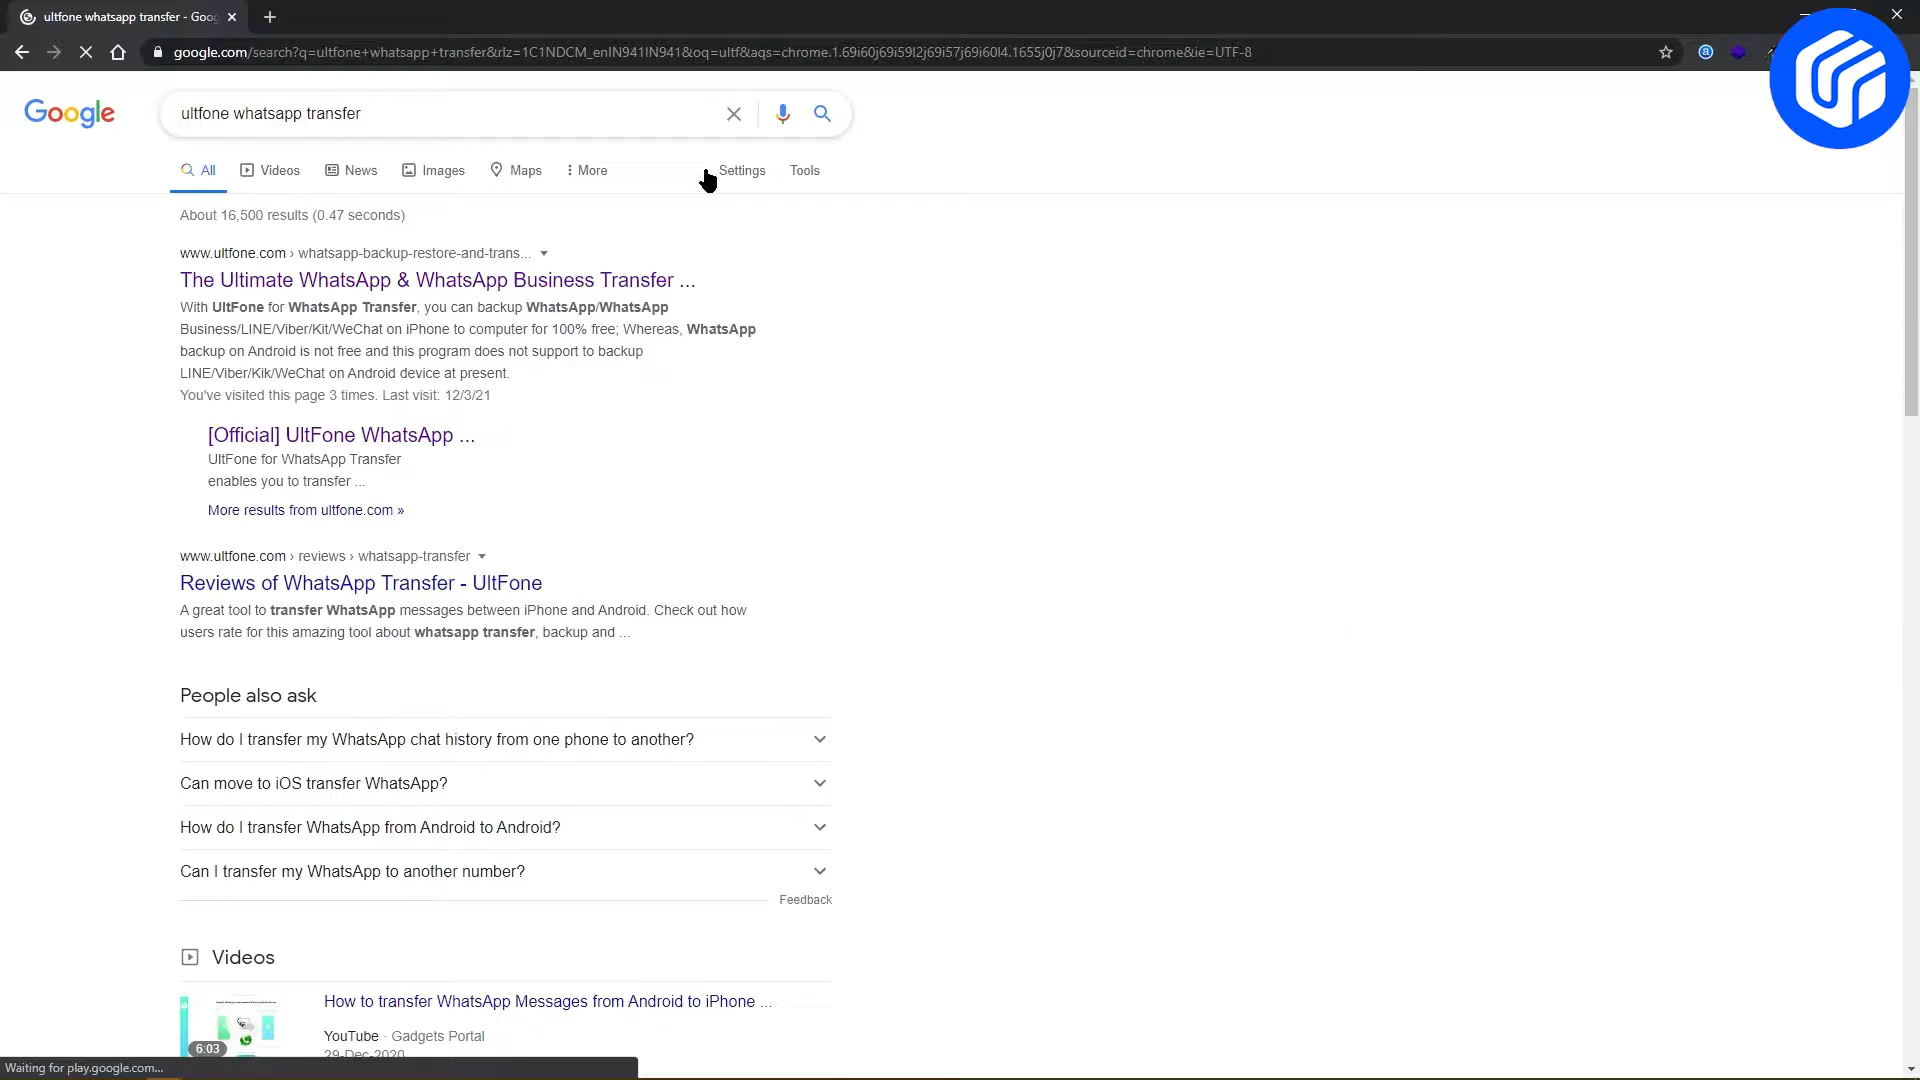 ultfone whatsapp transfer - Goo
google.com/search?q=ultfone+whatsapp+transfer&rlz=1C1NDCM_enIN941IN941&oq=ultf&aqs=chrome.1.69i60j69i59l2j69i57j69i60l4.1655j0j7&sourceid=chrome&ie=UTF-8
Google
ultfone whatsapp transfer
All Videos News Images Maps More Settings Tools
About 16,500 results (0.47 seconds)
www.ultfone.com › whatsapp-backup-restore-and-trans...
The Ultimate WhatsApp & WhatsApp Business Transfer ...
With UltFone for WhatsApp Transfer, you can backup WhatsApp/WhatsApp
Business/LINE/Viber/Kit/WeChat on iPhone to computer for 100% free; Whereas, WhatsApp
backup on Android is not free and this program does not support to backup
LINE/Viber/Kik/WeChat on Android device at present.
You've visited this page 3 times. Last visit: 12/3/21
[Official] UltFone WhatsApp ...
UltFone for WhatsApp Transfer
enables you to transfer ...
More results from ultfone.com »
www.ultfone.com › reviews › whatsapp-transfer
Reviews of WhatsApp Transfer - UltFone
A great tool to transfer WhatsApp messages between iPhone and Android. Check out how
users rate for this amazing tool about whatsapp transfer, backup and ...
People also ask
How do I transfer my WhatsApp chat history from one phone to another?
Can move to iOS transfer WhatsApp?
How do I transfer WhatsApp from Android to Android?
Can I transfer my WhatsApp to another number?
Feedback
Videos
How to transfer WhatsApp Messages from Android to iPhone ...
YouTube · Gadgets Portal
6:03
29-Dec-2020
Waiting for play.google.com...